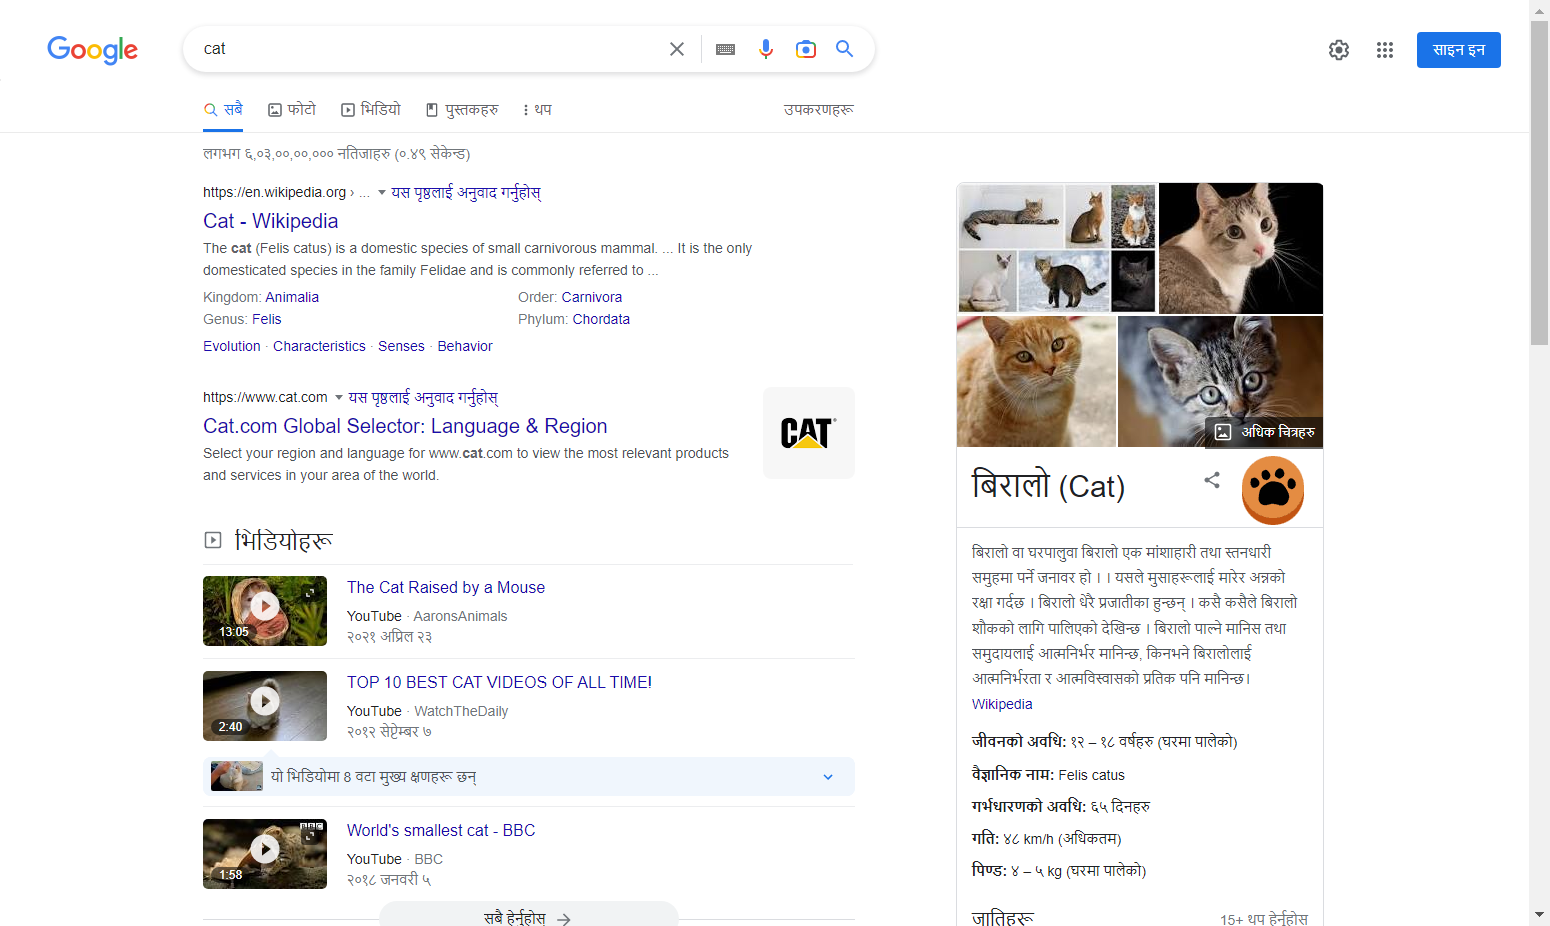 Google
cat
साइन इन
सबै
फोटो
भिडियो
पुस्तकहरु
थप
उपकरणहरू
लगभग ६,०३,००,००,००० नतिजाहरु (०.४९ सेकेन्ड)
https://en.wikipedia.org › ... यस पृष्ठलाई अनुवाद गर्नुहोस्
Cat - Wikipedia
The cat (Felis catus) is a domestic species of small carnivorous mammal. ... It is the only
domesticated species in the family Felidae and is commonly referred to ...
Kingdom: Animalia
Order: Carnivora
Genus: Felis
Phylum: Chordata
Evolution · Characteristics · Senses · Behavior
https://www.cat.com यस पृष्ठलाई अनुवाद गर्नुहोस्
Cat.com Global Selector: Language & Region
Select your region and language for www.cat.com to view the most relevant products
and services in your area of the world.
CAT
भिडियोहरू
13:05
The Cat Raised by a Mouse
YouTube · AaronsAnimals
२०२१ अप्रिल २३
2:40
TOP 10 BEST CAT VIDEOS OF ALL TIME!
YouTube · WatchTheDaily
२०१२ सेप्टेम्बर ७
यो भिडियोमा 8 वटा मुख्य क्षणहरू छन्
BBC
1:58
World's smallest cat - BBC
YouTube · BBC
२०१८ जनवरी ५
सबै हेर्नुहोस्
अधिक चित्रहरु
बिरालो (Cat)
बिरालो वा घरपालुवा बिरालो एक मांशाहारी तथा स्तनधारी
समुहमा पर्ने जनावर हो । । यसले मुसाहरूलाई मारेर अन्नको
रक्षा गर्दछ । बिरालो धेरै प्रजातीका हुन्छन् । कसै कसैले बिरालो
शौकको लागि पालिएको देखिन्छ । बिरालो पाल्ने मानिस तथा
समुदायलाई आत्मनिर्भर मानिन्छ, किनभने बिरालोलाई
आत्मनिर्भरता र आत्मविस्वासको प्रतिक पनि मानिन्छ।
Wikipedia
जीवनको अवधि: १२ – १८ वर्षहरु (घरमा पालेको)
वैज्ञानिक नाम: Felis catus
गर्भधारणको अवधि: ६५ दिनहरु
गति: ४८ km/h (अधिकतम)
पिण्ड: ४ – ५ kg (घरमा पालेको)
जातिहरू
15+ थप हेर्नुहोस